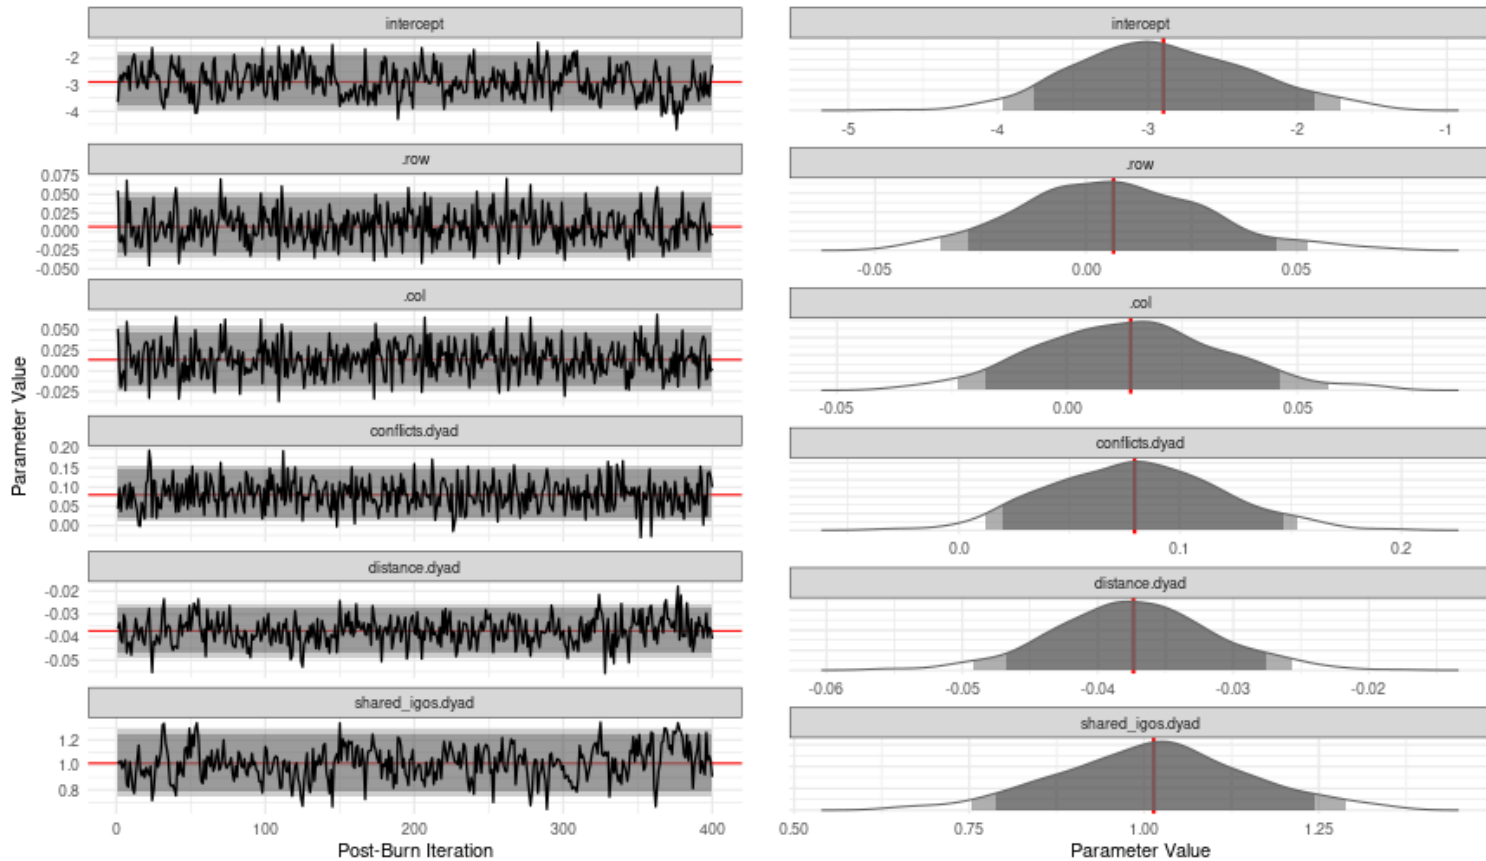 intercept
-2
-3
-4
.row
0.075
0.050
0.025
0.000
-0.025
-0.050
.col
0.050
0.025
0.000
-0.025
conflicts.dyad
0.20
0.15
0.10
0.05
0.00
distance.dyad
-0.02
-0.03
-0.04
-0.05
shared_igos.dyad
1.2
1.0
0.8
0 100 200 300 400
Post-Burn Iteration
Parameter Value
intercept
-5 -4 -3 -2 -1
.row
-0.05 0.00 0.05
.col
-0.05 0.00 0.05
conflicts.dyad
0.0 0.1 0.2
distance.dyad
-0.06 -0.05 -0.04 -0.03 -0.02
shared_igos.dyad
0.50 0.75 1.00 1.25
Parameter Value